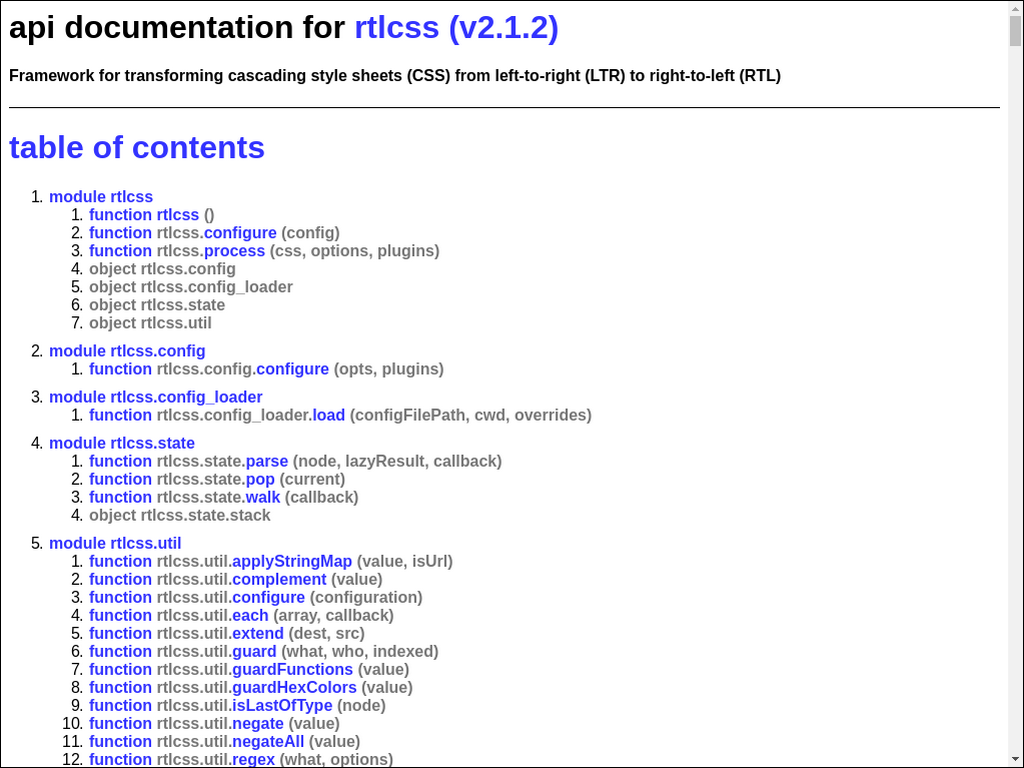 api documentation for rtlcss (v2.1.2)
Framework for transforming cascading style sheets (CSS) from left-to-right (LTR) to right-to-left (RTL)
table of contents
1. module rtlcss
1. function rtlcss ()
2. function rtlcss.configure (config)
3. function rtlcss.process (css, options, plugins)
4. object rtlcss.config
5. object rtlcss.config_loader
6. object rtlcss.state
7. object rtlcss.util
2. module rtlcss.config
1. function rtlcss.config.configure (opts, plugins)
3. module rtlcss.config_loader
1. function rtlcss.config_loader.load (configFilePath, cwd, overrides)
4. module rtlcss.state
1. function rtlcss.state.parse (node, lazyResult, callback)
2. function rtlcss.state.pop (current)
3. function rtlcss.state.walk (callback)
4. object rtlcss.state.stack
5. module rtlcss.util
1. function rtlcss.util.applyStringMap (value, isUrl)
2. function rtlcss.util.complement (value)
3. function rtlcss.util.configure (configuration)
4. function rtlcss.util.each (array, callback)
5. function rtlcss.util.extend (dest, src)
6. function rtlcss.util.guard (what, who, indexed)
7. function rtlcss.util.guardFunctions (value)
8. function rtlcss.util.guardHexColors (value)
9. function rtlcss.util.isLastOfType (node)
10. function rtlcss.util.negate (value)
11. function rtlcss.util.negateAll (value)
12. function rtlcss.util.regex (what, options)